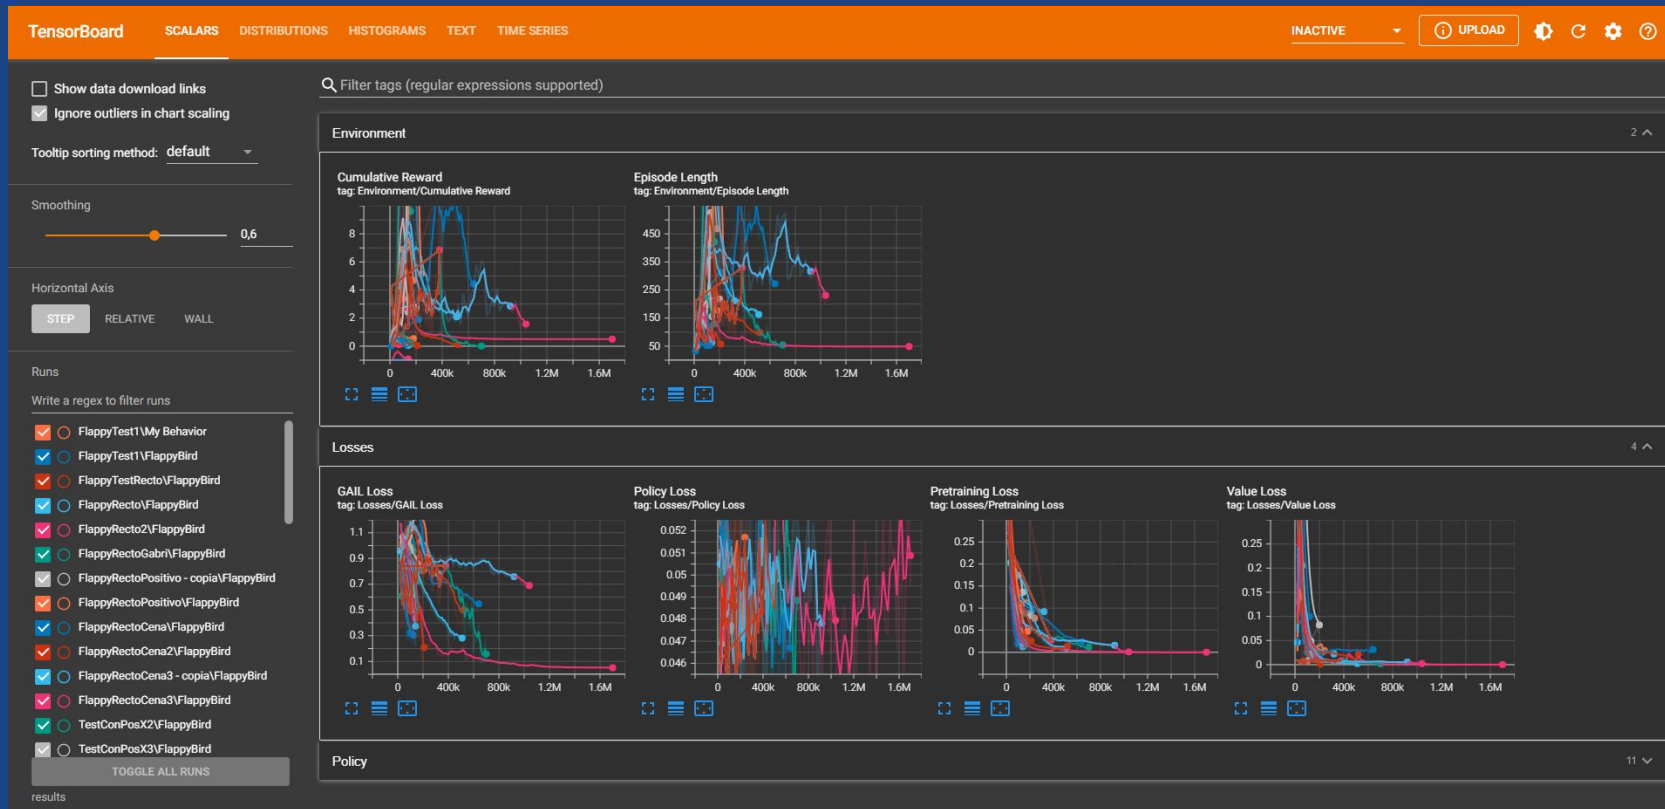 TensorBoard
SCALARS DISTRIBUTIONS HISTOGRAMS TEXT TIME SERIES
INACTIVE
UPLOAD
Show data download links
Ignore outliers in chart scaling
Tooltip sorting method: default
Smoothing
0,6
Horizontal Axis
STEP RELATIVE WALL
Runs
Write a regex to filter runs
FlappyTest1\My Behavior
FlappyTest1\FlappyBird
FlappyTestRecto\FlappyBird
FlappyRecto\FlappyBird
FlappyRecto2\FlappyBird
FlappyRectoGabri\FlappyBird
FlappyRectoPositivo - copia\FlappyBird
FlappyRectoPositivo\FlappyBird
FlappyRectoCena\FlappyBird
FlappyRectoCena2\FlappyBird
FlappyRectoCena3 - copia\FlappyBird
FlappyRectoCena3\FlappyBird
TestConPosX2\FlappyBird
TestConPosX3\FlappyBird
TOGGLE ALL RUNS
results
Filter tags (regular expressions supported)
Environment 2
Cumulative Reward
tag: Environment/Cumulative Reward
8
6
4
2
0
0 400k 800k 1.2M 1.6M
Episode Length
tag: Environment/Episode Length
450
350
250
150
50
0 400k 800k 1.2M 1.6M
Losses 4
GAIL Loss
tag: Losses/GAIL Loss
1.1
0.9
0.7
0.5
0.3
0.1
0 400k 800k 1.2M 1.6M
Policy Loss
tag: Losses/Policy Loss
0.052
0.051
0.05
0.049
0.048
0.047
0.046
0 400k 800k 1.2M 1.6M
Pretraining Loss
tag: Losses/Pretraining Loss
0.25
0.2
0.15
0.1
0.05
0
0 400k 800k 1.2M 1.6M
Value Loss
tag: Losses/Value Loss
0.25
0.2
0.15
0.1
0.05
0
0 400k 800k 1.2M 1.6M
Policy 11